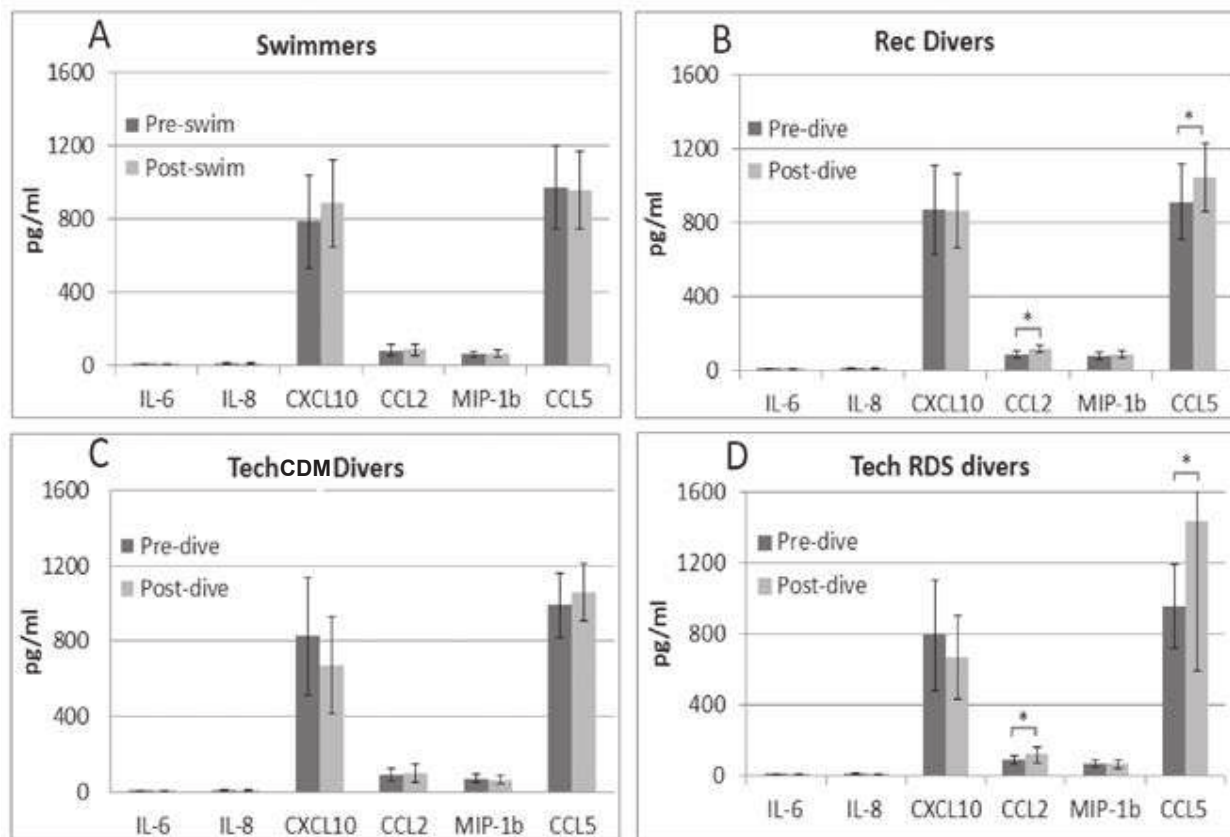 A
Swimmers
1600
1200
800
400
0
pg/ml
Pre-swim
Post-swim
IL-6 IL-8 CXCL10 CCL2 MIP-1b CCL5
B
Rec Divers
1600
1200
800
400
0
pg/ml
Pre-dive
Post-dive
*
*
IL-6 IL-8 CXCL10 CCL2 MIP-1b CCL5
C
TechCDMDivers
1600
1200
800
400
0
pg/ml
Pre-dive
Post-dive
IL-6 IL-8 CXCL10 CCL2 MIP-1b CCL5
D
Tech RDS divers
1600
1200
800
400
0
pg/ml
Pre-dive
Post-dive
*
*
IL-6 IL-8 CXCL10 CCL2 MIP-1b CCL5